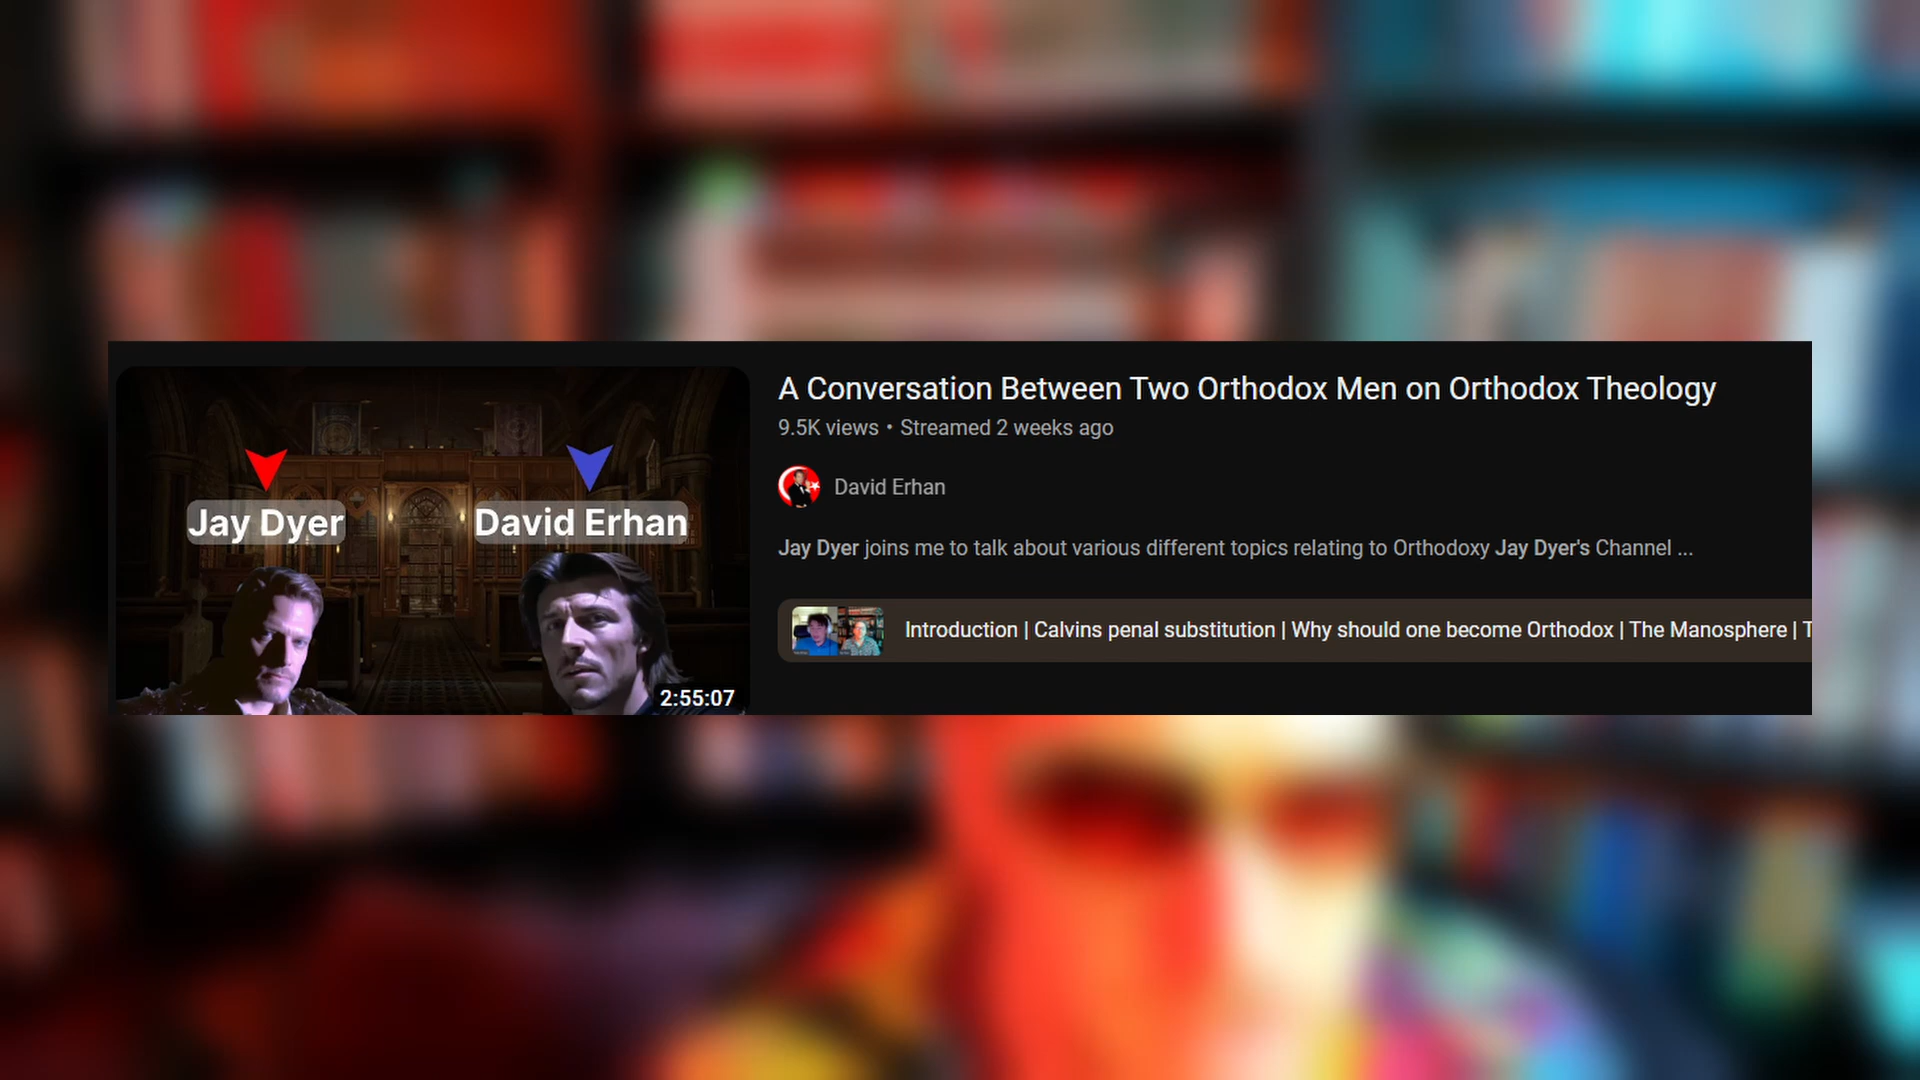 Jay Dyer
David Erhan
2:55:07
A Conversation Between Two Orthodox Men on Orthodox Theology
9.5K views • Streamed 2 weeks ago
David Erhan
Jay Dyer joins me to talk about various different topics relating to Orthodoxy Jay Dyer's Channel ...
Introduction | Calvins penal substitution | Why should one become Orthodox | The Manosphere | T